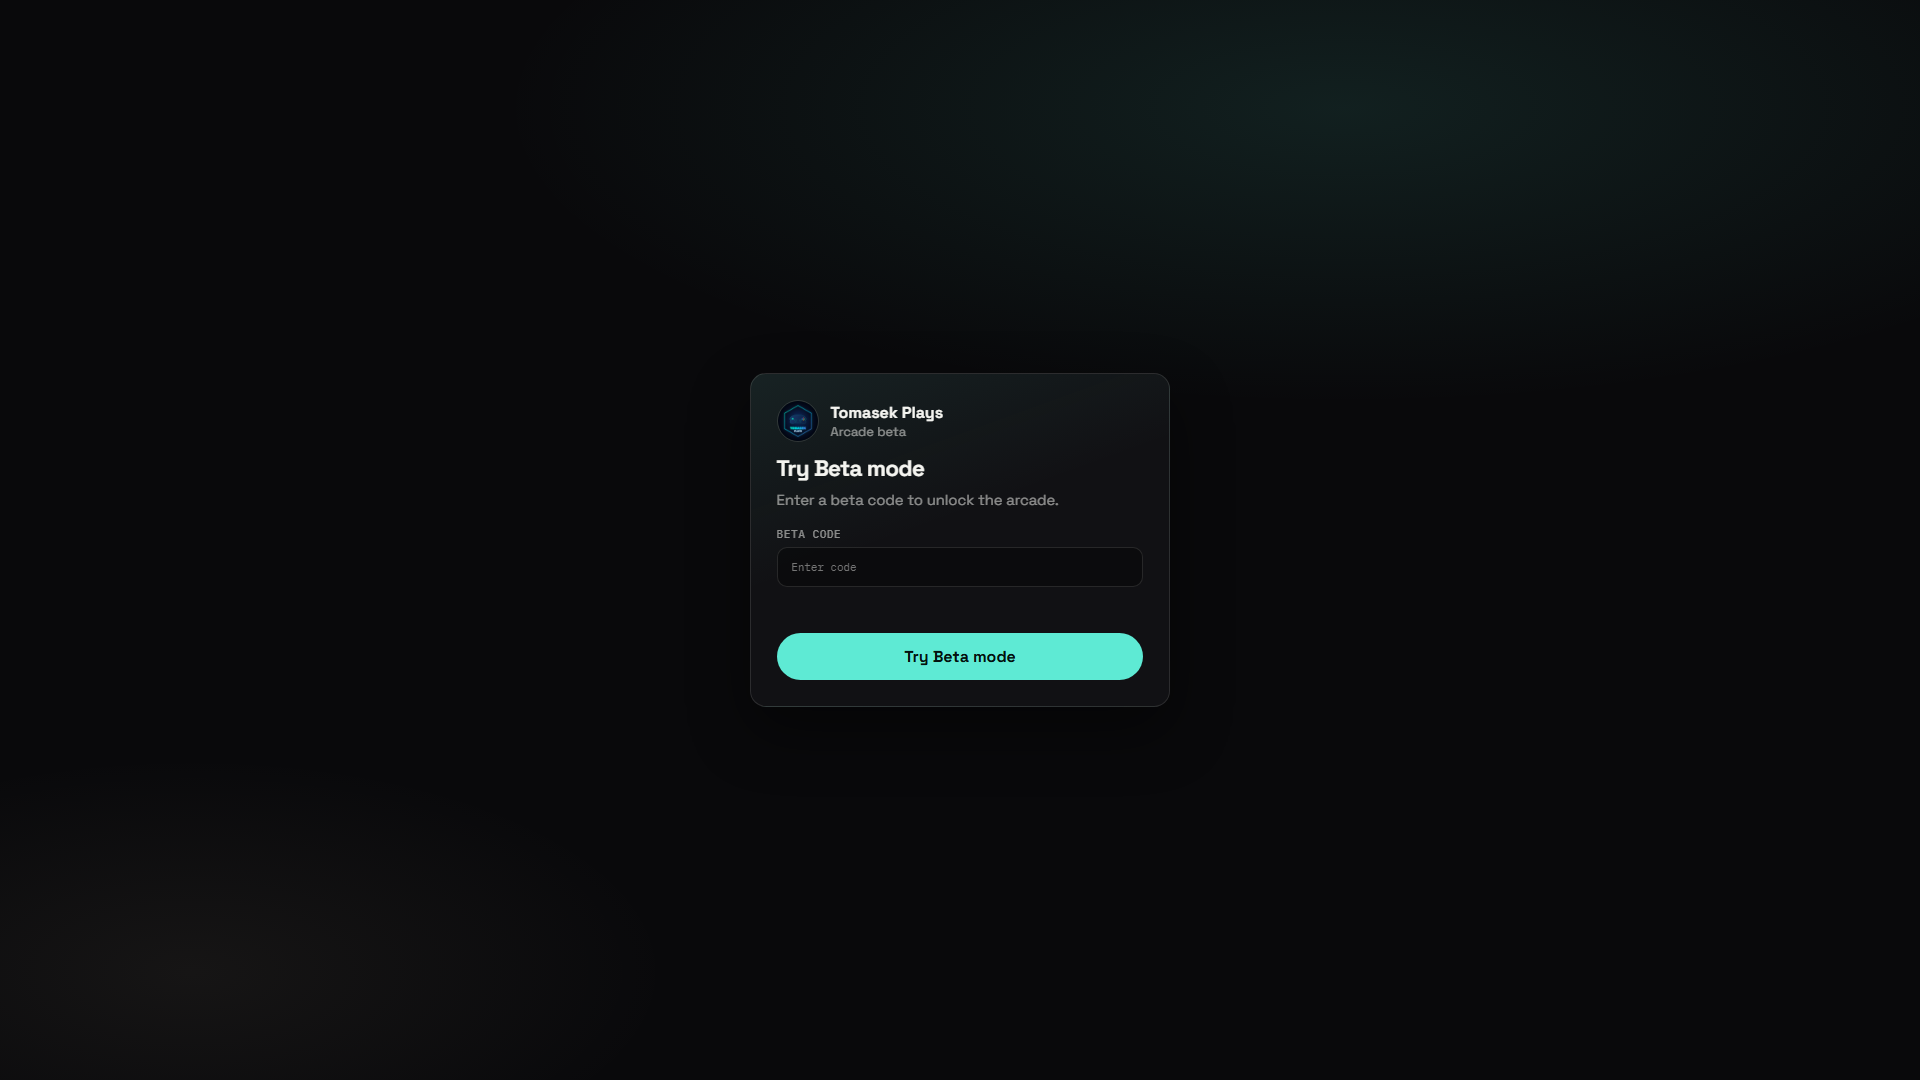 Tomasek Plays
Arcade beta
Try Beta mode
Enter a beta code to unlock the arcade.
BETA CODE
Enter code
Try Beta mode